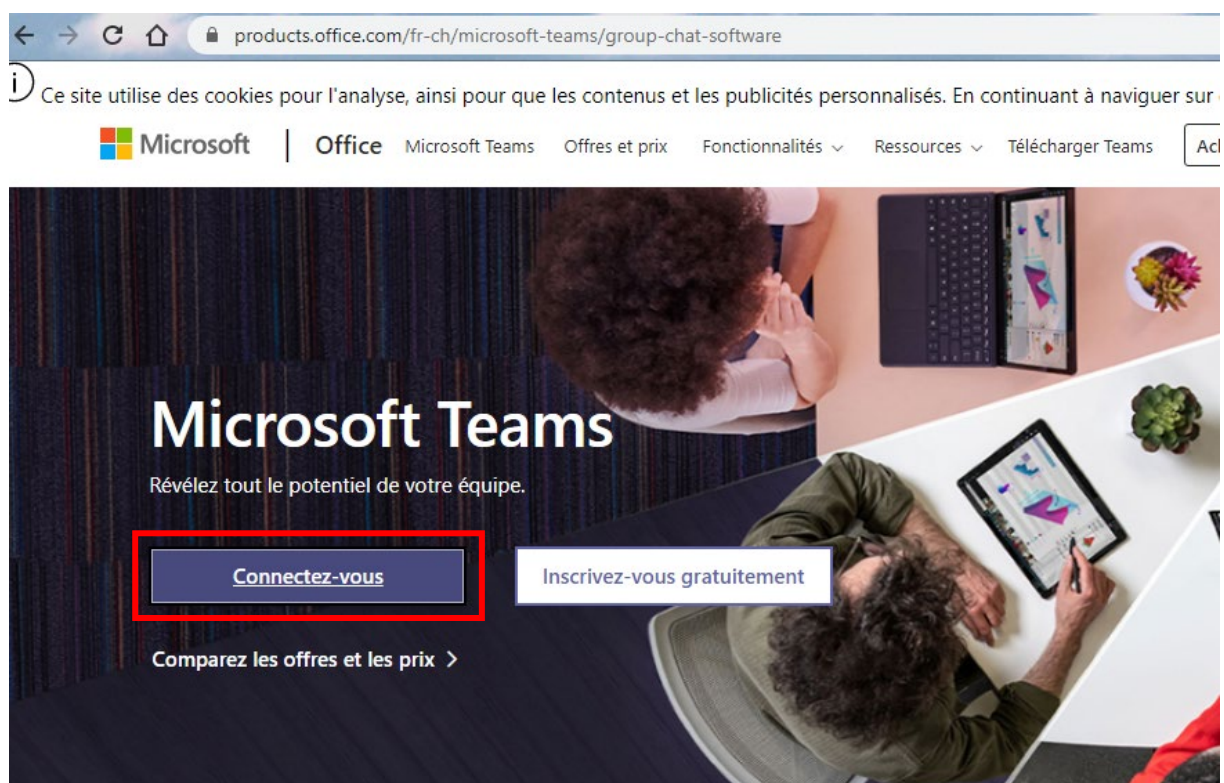 products.office.com/fr-ch/microsoft-teams/group-chat-software
Ce site utilise des cookies pour l'analyse, ainsi pour que les contenus et les publicités personnalisés. En continuant à naviguer sur
Microsoft | Office Microsoft Teams Offres et prix Fonctionnalités Ressources Télécharger Teams
Microsoft Teams
Révélez tout le potentiel de votre équipe.
Connectez-vous Inscrivez-vous gratuitement
Comparez les offres et les prix >